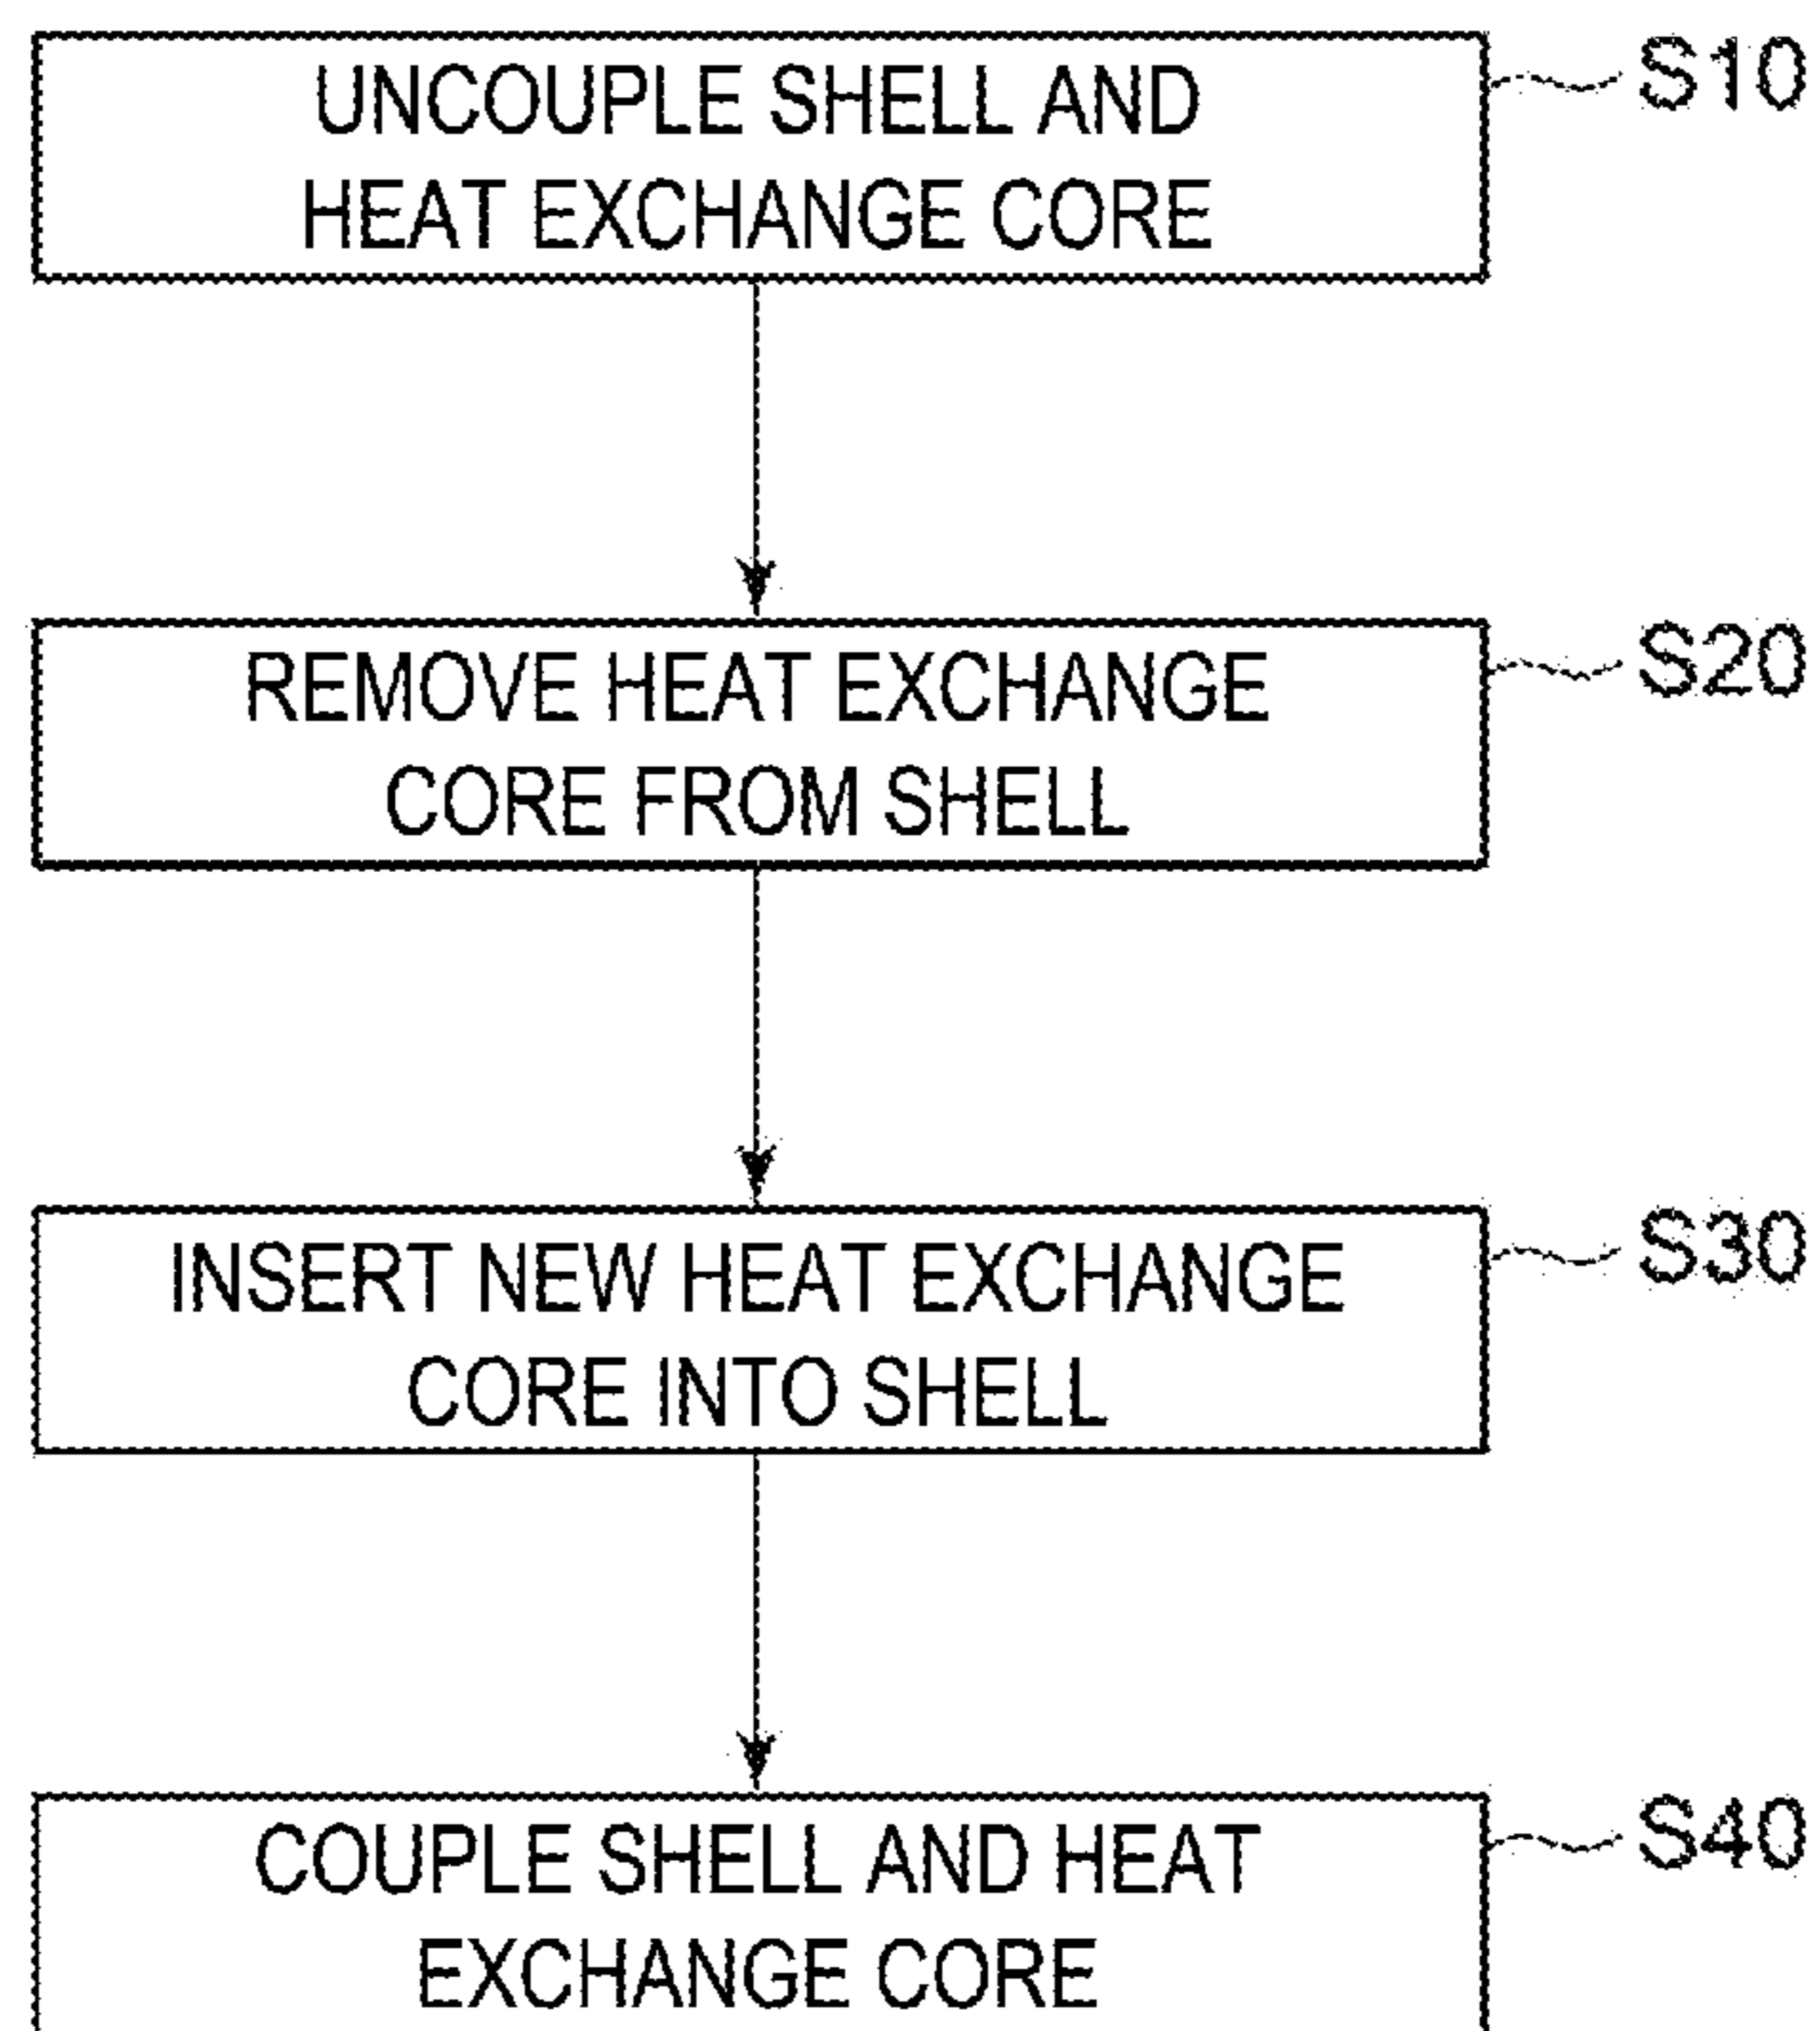 UNCOUPLE SHELL AND
HEAT EXCHANGE CORE
S10
REMOVE HEAT EXCHANGE
CORE FROM SHELL
S20
INSERT NEW HEAT EXCHANGE
CORE INTO SHELL
S30
COUPLE SHELL AND HEAT
EXCHANGE CORE
S40